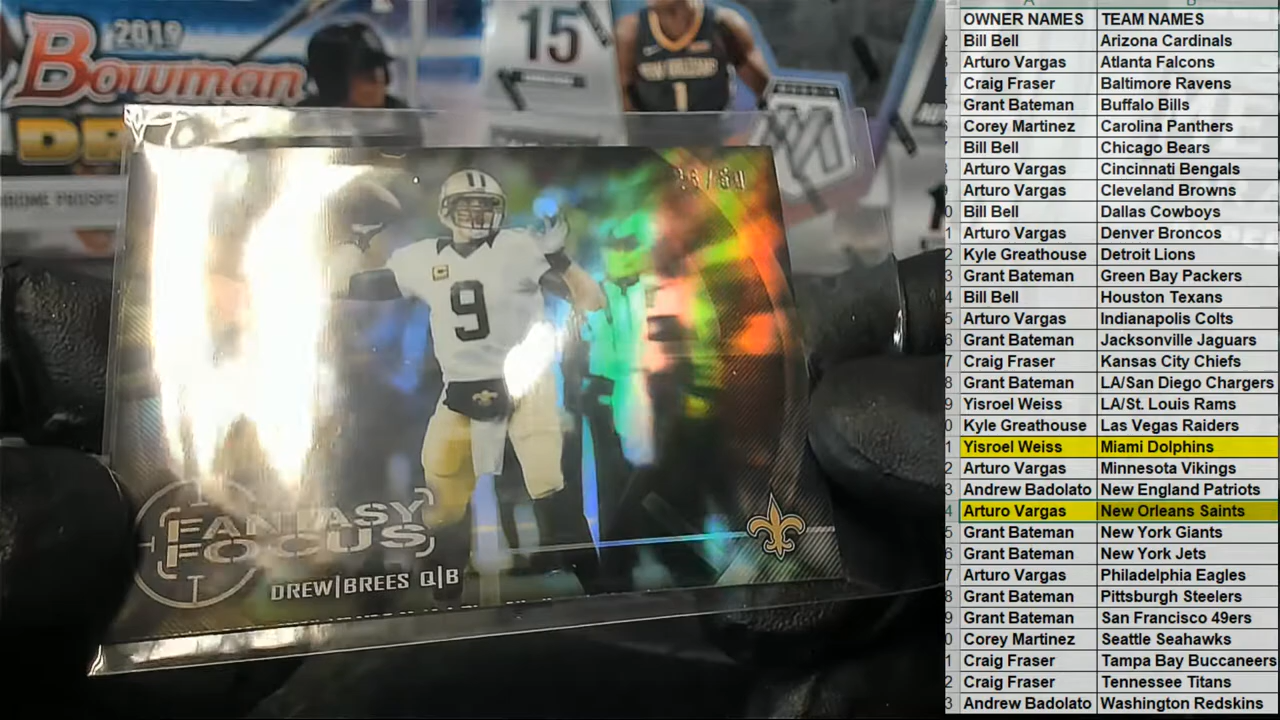 2019
Bowman
15
NEW ORLEANS
1
9
C
FANTASY
FOCUS
DREW|BREES Q|B
OWNER NAMES TEAM NAMES
Bill Bell Arizona Cardinals
Arturo Vargas Atlanta Falcons
Craig Fraser Baltimore Ravens
Grant Bateman Buffalo Bills
Corey Martinez Carolina Panthers
Bill Bell Chicago Bears
Arturo Vargas Cincinnati Bengals
Arturo Vargas Cleveland Browns
Bill Bell Dallas Cowboys
Arturo Vargas Denver Broncos
Kyle Greathouse Detroit Lions
Grant Bateman Green Bay Packers
Bill Bell Houston Texans
Arturo Vargas Indianapolis Colts
Grant Bateman Jacksonville Jaguars
Craig Fraser Kansas City Chiefs
Grant Bateman LA/San Diego Chargers
Yisroel Weiss LA/St. Louis Rams
Kyle Greathouse Las Vegas Raiders
Yisroel Weiss Miami Dolphins
Arturo Vargas Minnesota Vikings
Andrew Badolato New England Patriots
Arturo Vargas New Orleans Saints
Grant Bateman New York Giants
Grant Bateman New York Jets
Arturo Vargas Philadelphia Eagles
Grant Bateman Pittsburgh Steelers
Grant Bateman San Francisco 49ers
Corey Martinez Seattle Seahawks
Craig Fraser Tampa Bay Buccaneers
Craig Fraser Tennessee Titans
Andrew Badolato Washington Redskins